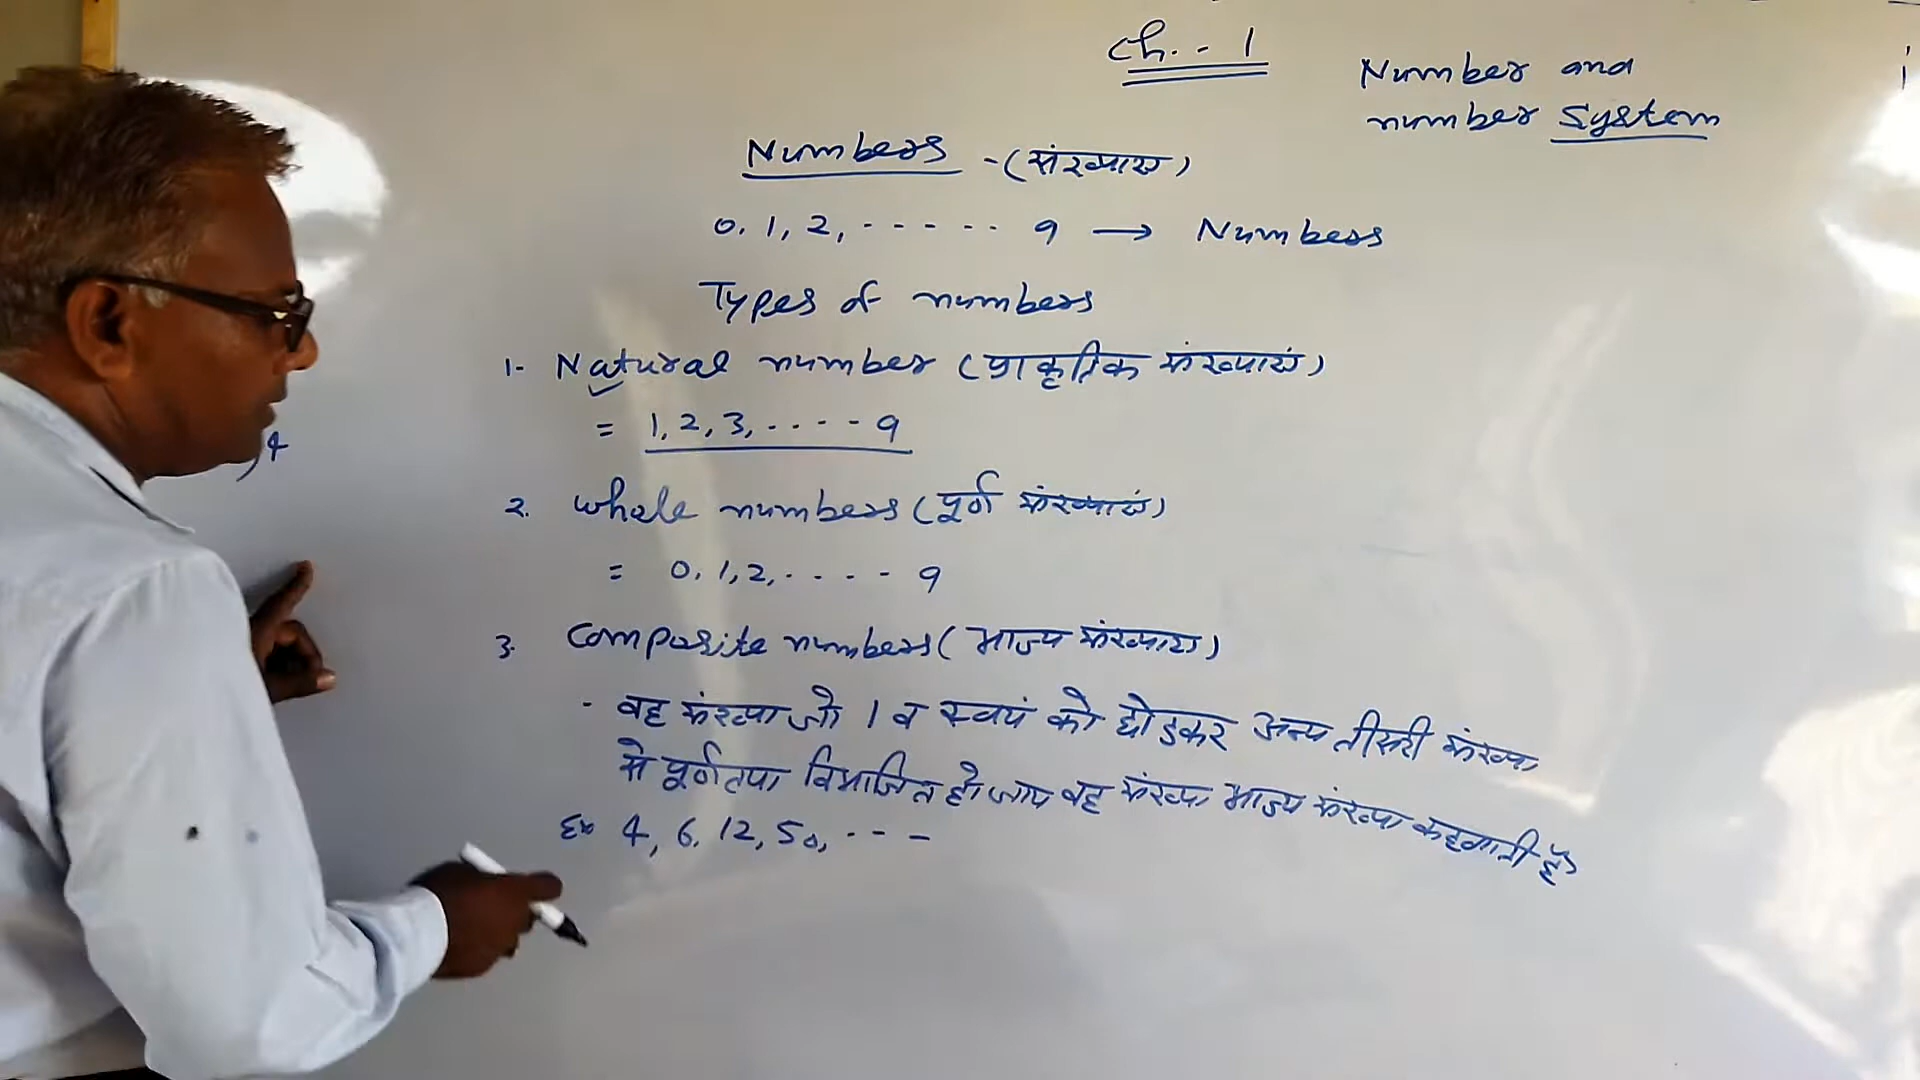 Ch. - 1
Number and
number System
Numbers - (संख्याए)
0, 1, 2, - - - - - - 9 → Numbers
Types of numbers
1- Natural number (प्राकृतिक संख्याएं)
= 1, 2, 3, - - - - - 9
2. Whole numbers (पूर्ण संख्याएं)
= 0, 1, 2, - - - - - 9
3. Composite numbers (भाज्य संख्याए)
- वह संख्या जो 1 व स्वयं को छोडकर अन्य तीसरी संख्या
से पूर्णतया विभाजित हो जाय वह संख्या भाज्य संख्या कहलाती है
Ex 4, 6, 12, 50, - - -
4